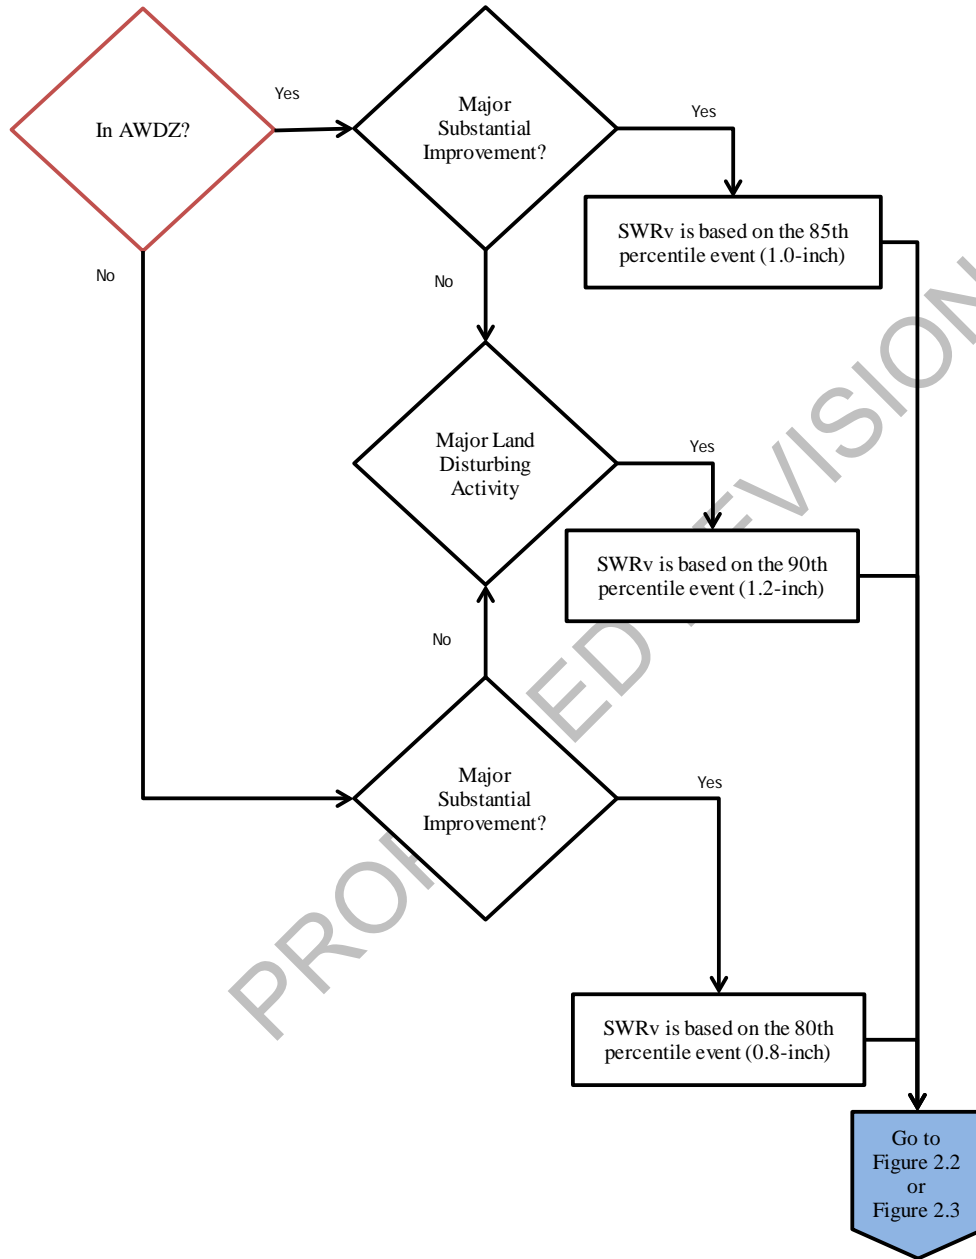 In AWDZ?
Yes
Major
Substantial
Improvement?
Yes
SWRv is based on the 85th
percentile event (1.0-inch)
No
No
Major Land
Disturbing
Activity
Yes
SWRv is based on the 90th
percentile event (1.2-inch)
No
Major
Substantial
Improvement?
Yes
SWRv is based on the 80th
percentile event (0.8-inch)
Go to
Figure 2.2
or
Figure 2.3